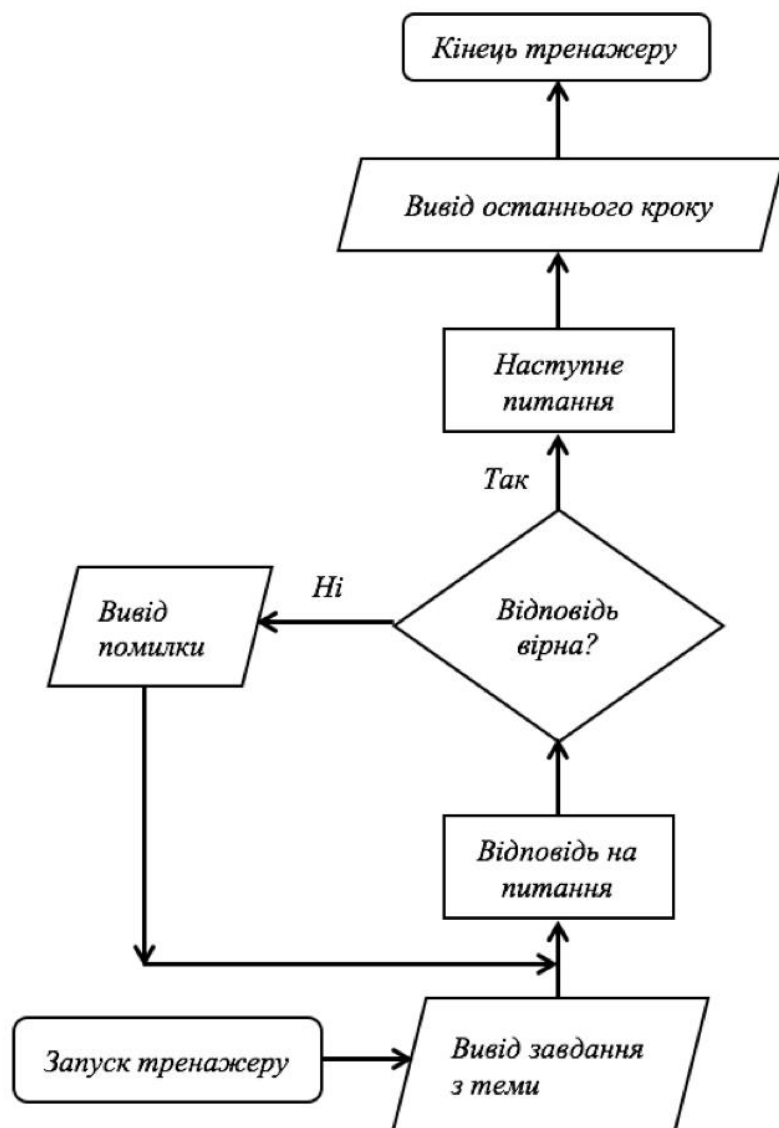 Кінець тренажеру
Вивід останнього кроку
Наступне
питання
Так
Ні
Вивід
помилки
Відповідь
вірна?
Відповідь на
питання
Запуск тренажеру
Вивід завдання
з теми